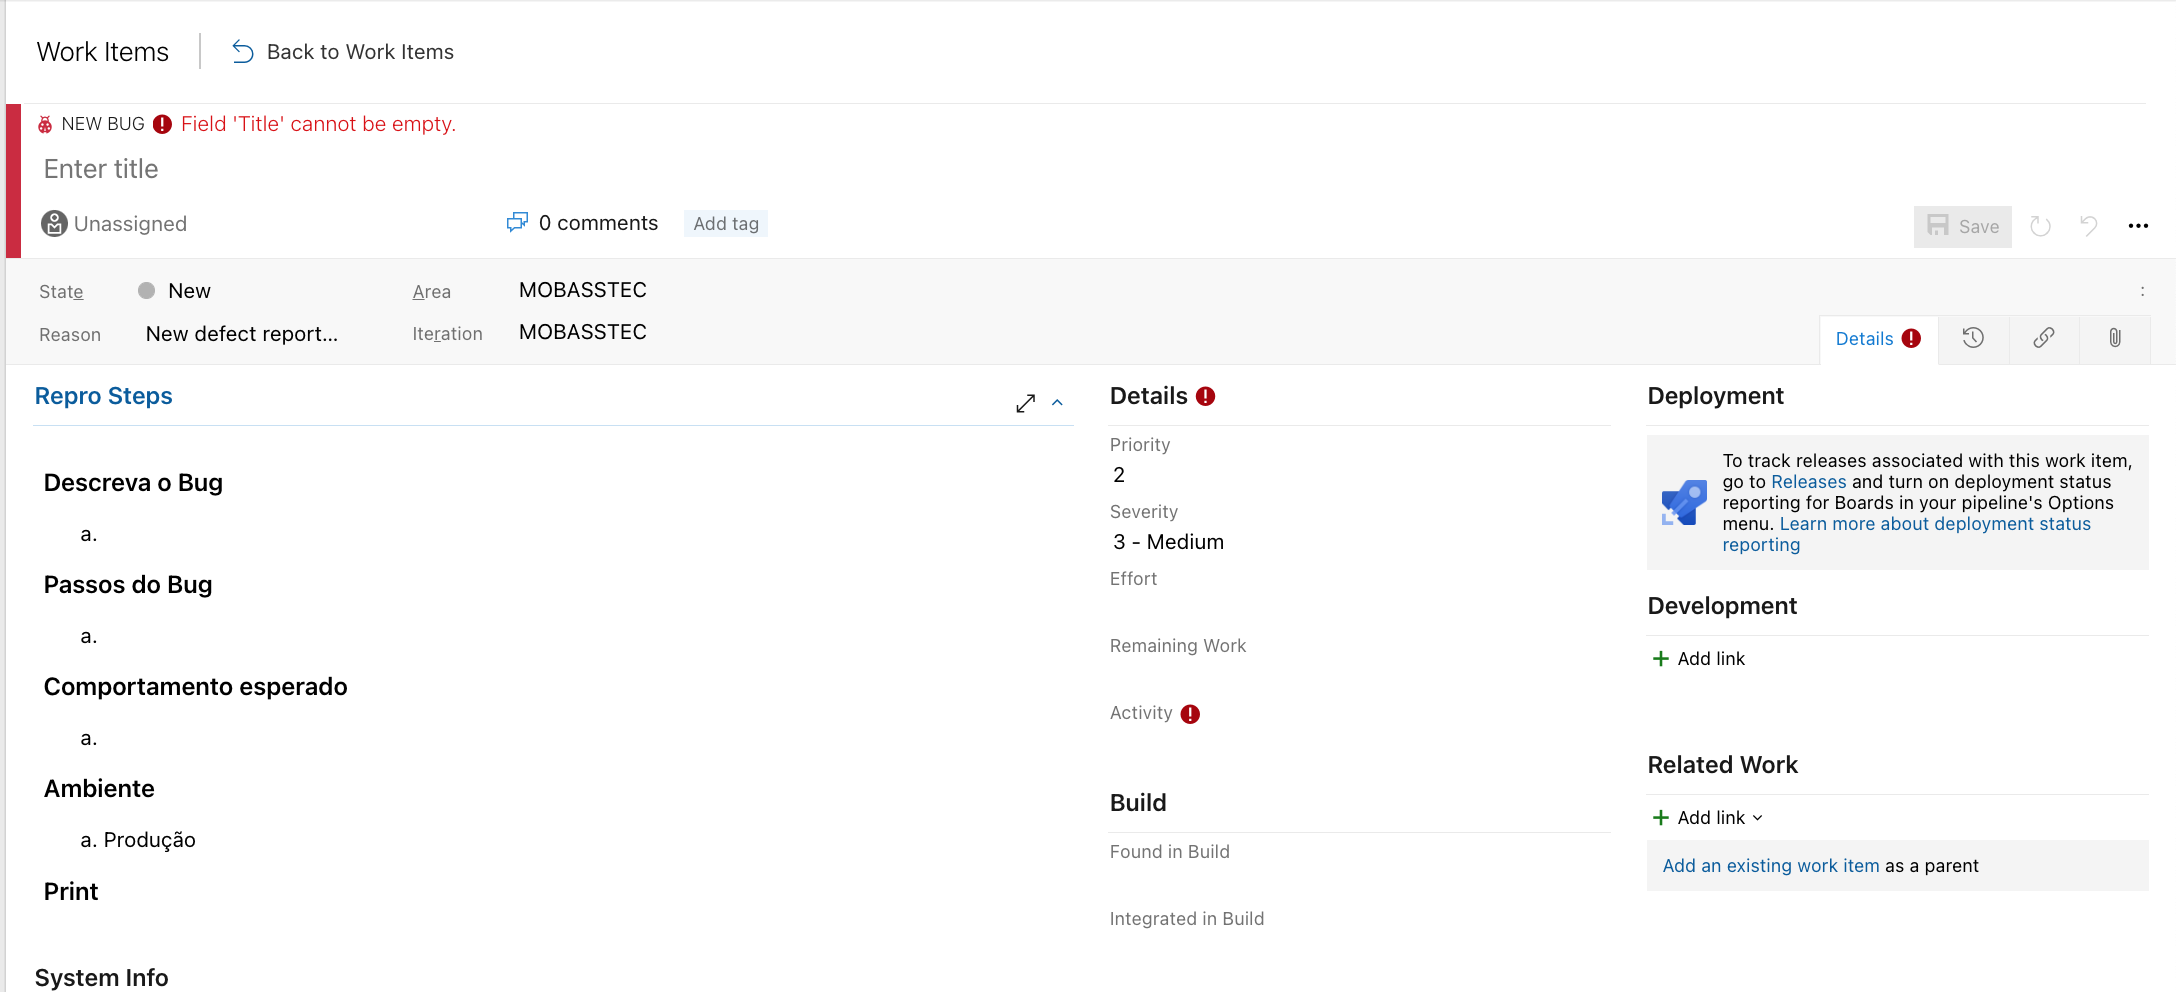 Work Items
Back to Work Items
NEW BUG
Field 'Title' cannot be empty.
Enter title
Unassigned
0 comments
Add tag
Save
State
New
Area
MOBASSTEC
Reason
New defect report...
Iteration
MOBASSTEC
Details
Repro Steps
Descreva o Bug
a.
Passos do Bug
a.
Comportamento esperado
a.
Ambiente
a. Produção
Print
System Info
Details
Priority
2
Severity
3 - Medium
Effort
Remaining Work
Activity
Build
Found in Build
Integrated in Build
Deployment
To track releases associated with this work item,
go to Releases and turn on deployment status
reporting for Boards in your pipeline's Options
menu. Learn more about deployment status
reporting
Development
Add link
Related Work
Add link
Add an existing work item as a parent